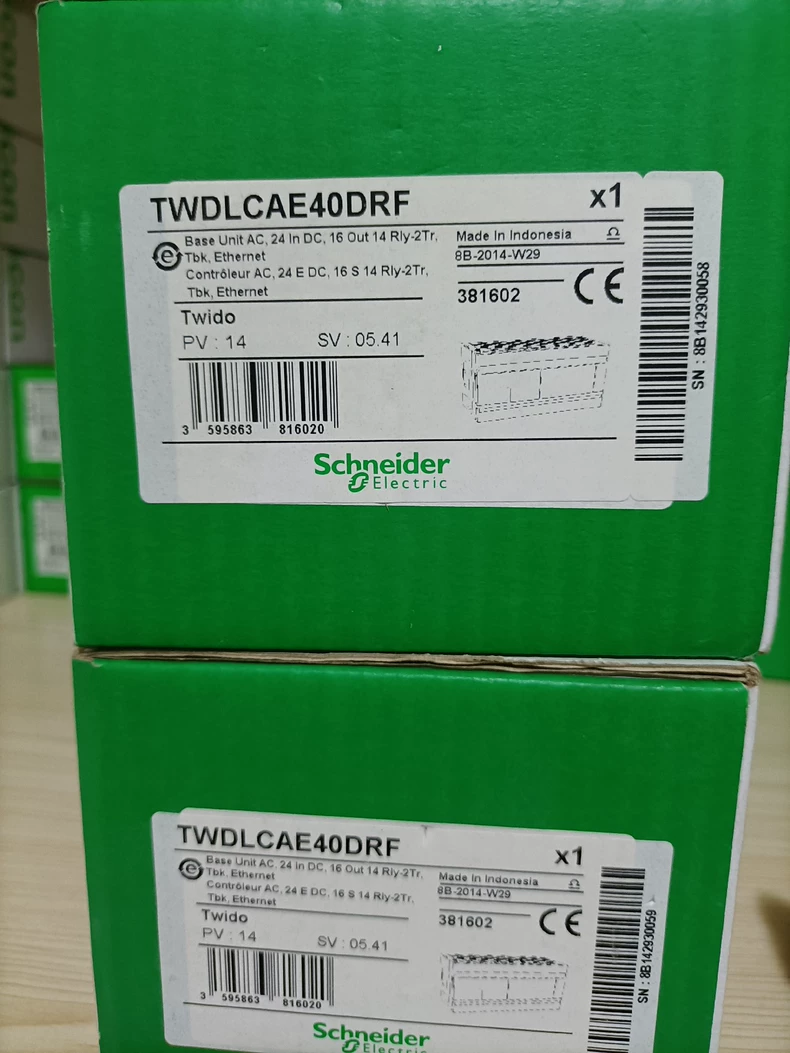 TWDLCAE40DRF
x1
Base Unit AC, 24 In DC, 16 Out 14 Rly-2Tr,
Tbk, Ethernet
Contrôleur AC, 24 E DC, 16 S 14 Rly-2Tr,
Tbk, Ethernet
Made In Indonesia
8B-2014-W29
381602
CE
Twido
PV : 14
SV : 05.41
3 595863 816020
SN : 8B142930058
Schneider
Electric
TWDLCAE40DRF
x1
Base Unit AC, 24 In DC, 16 Out 14 Rly-2Tr,
Tbk, Ethernet
Contrôleur AC, 24 E DC, 16 S 14 Rly-2Tr,
Tbk, Ethernet
Made In Indonesia
8B-2014-W29
381602
CE
Twido
PV : 14
SV : 05.41
3 595863 816020
SN : 8B142930059
Schneider
Electric